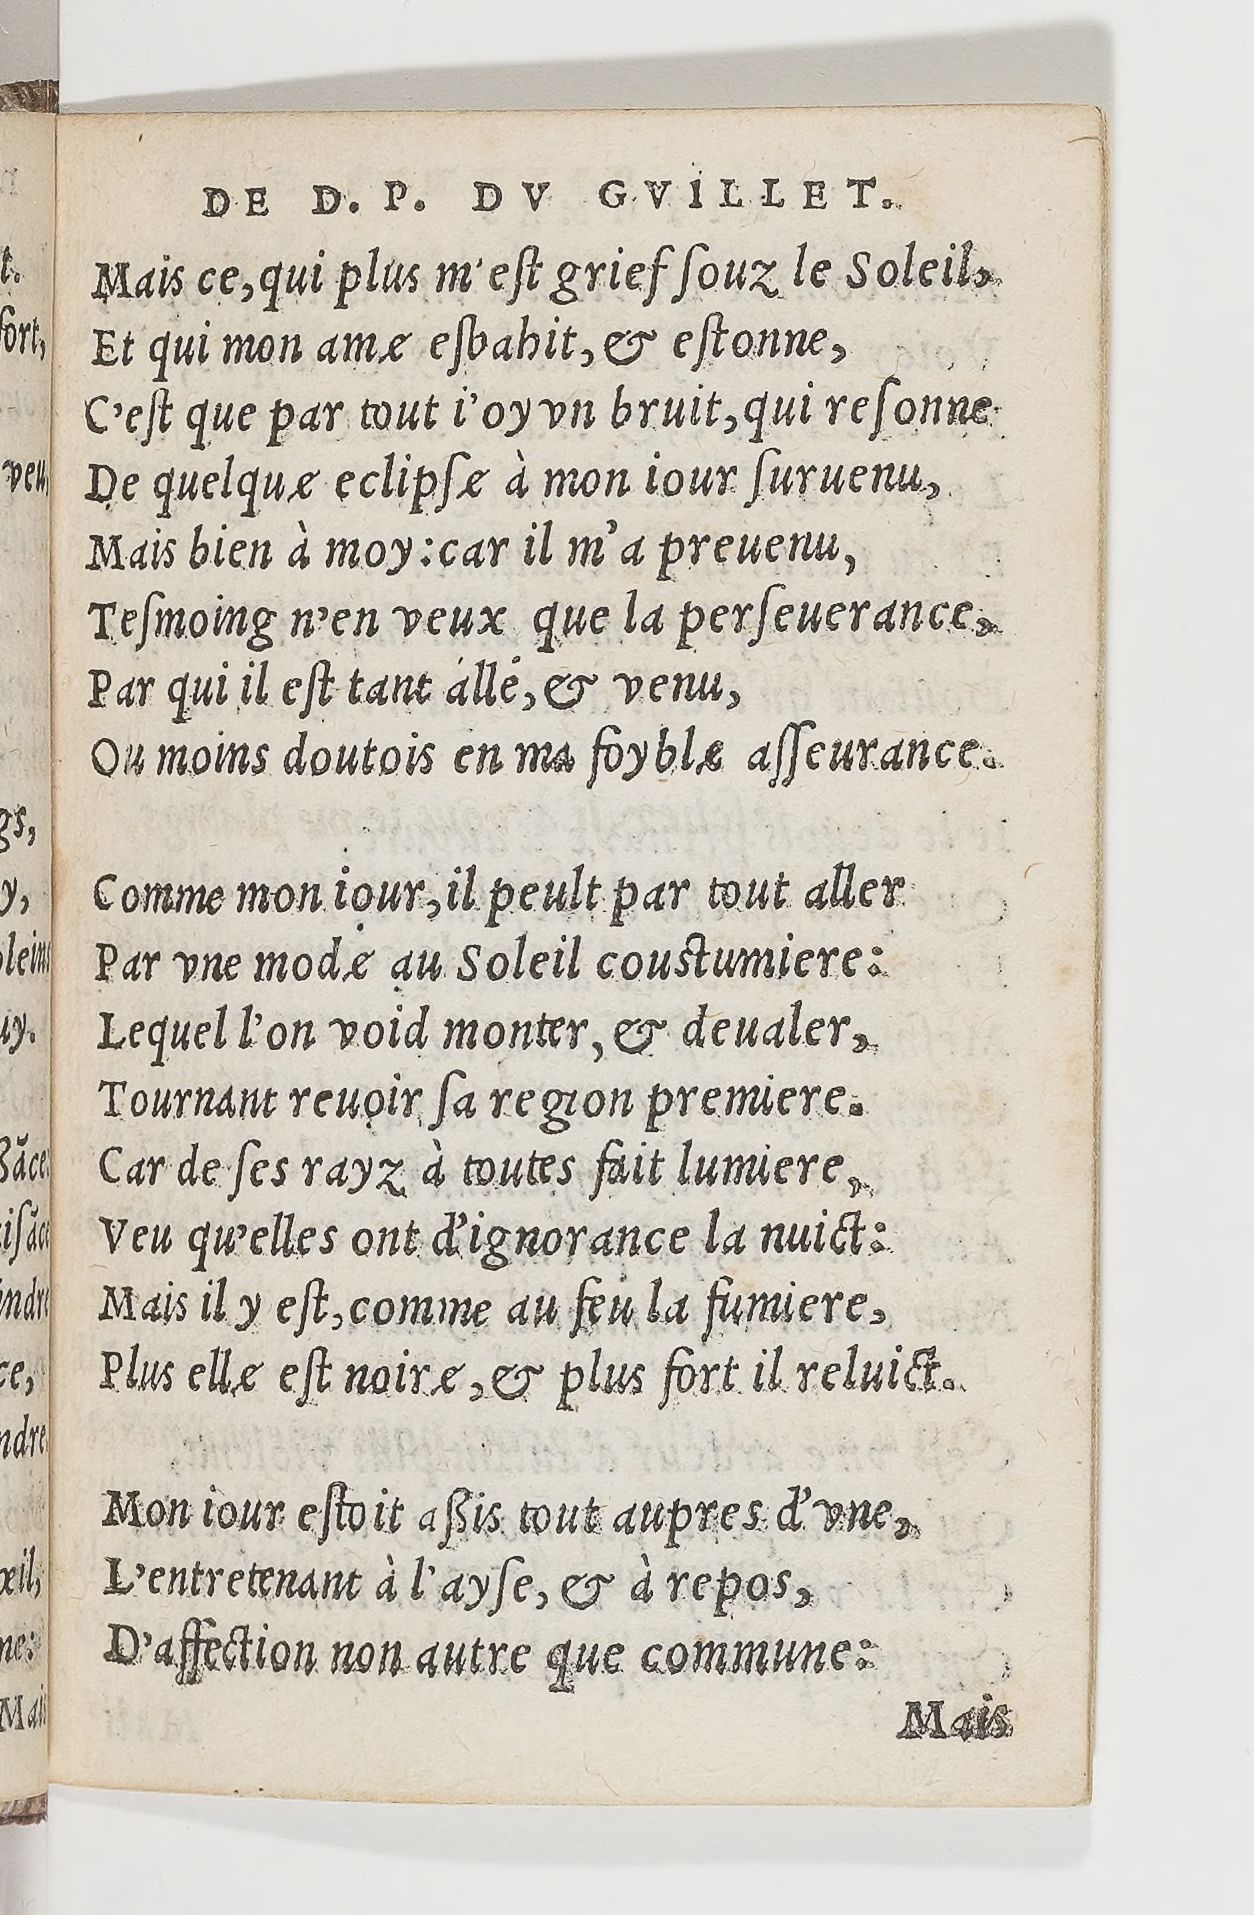 DE D. P. DV GVILLET.
Mais ce, qui plus m'eſt grief ſouz le Soleil,
Et qui mon ame eſbahit, & eſtonne,
C'eſt que par tout i'oy vn bruit, qui reſonne
De quelque eclipſe à mon iour ſuruenu,
Mais bien à moy: car il m'a preuenu,
Teſmoing n'en veux que la perſeuerance,
Par qui il eſt tant allé, & venu,
Ou moins doutois en ma foyble aſſeurance.
Comme mon iour, il peult par tout aller
Par vne mode au Soleil couſtumiere:
Lequel l'on void monter, & deualer,
Tournant reuoir ſa region premiere.
Car de ſes rayz à toutes fait lumiere,
Veu qu'elles ont d'ignorance la nuict:
Mais il y eſt, comme au feu la fumiere,
Plus elle eſt noire, & plus fort il reluict.
Mon iour eſtoit aßis tout aupres d'vne,
L'entretenant à l'ayſe, & à repos,
D'affection non autre que commune:
Mais